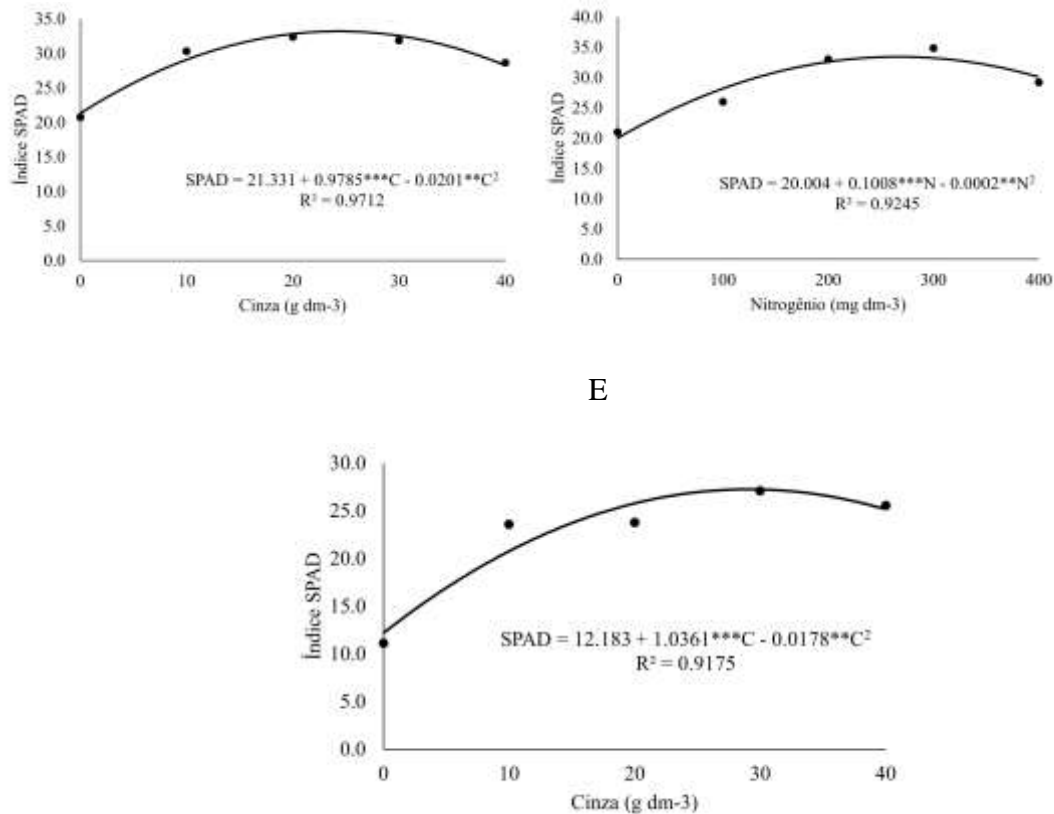 35.0
30.0
25.0
20.0
15.0
10.0
5.0
0.0
Índice SPAD
SPAD = 21.331 + 0.9785***C - 0.0201**C²
R² = 0.9712
0 10 20 30 40
Cinza (g dm-3)
40.0
35.0
30.0
25.0
20.0
15.0
10.0
5.0
0.0
Índice SPAD
SPAD = 20.004 + 0.1008***N - 0.0002**N²
R² = 0.9245
0 100 200 300 400
Nitrogênio (mg dm-3)
E
30.0
25.0
20.0
15.0
10.0
5.0
0.0
Índice SPAD
SPAD = 12.183 + 1.0361***C - 0.0178**C²
R² = 0.9175
0 10 20 30 40
Cinza (g dm-3)